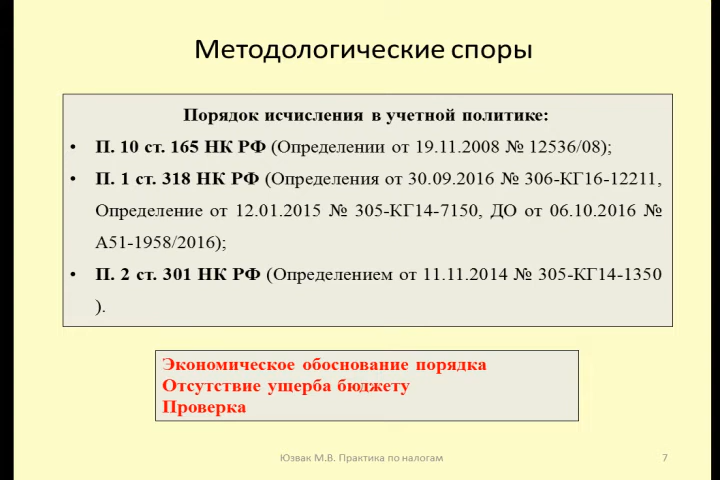 Методологические споры
Порядок исчисления в учетной политике:
• П. 10 ст. 165 НК РФ (Определении от 19.11.2008 № 12536/08);
• П. 1 ст. 318 НК РФ (Определения от 30.09.2016 № 306-КГ16-12211,
Определение от 12.01.2015 № 305-КГ14-7150, ДО от 06.10.2016 №
А51-1958/2016);
• П. 2 ст. 301 НК РФ (Определением от 11.11.2014 № 305-КГ14-1350
).
Экономическое обоснование порядка
Отсутствие ущерба бюджету
Проверка
Юзвак М.В. Практика по налогам
7